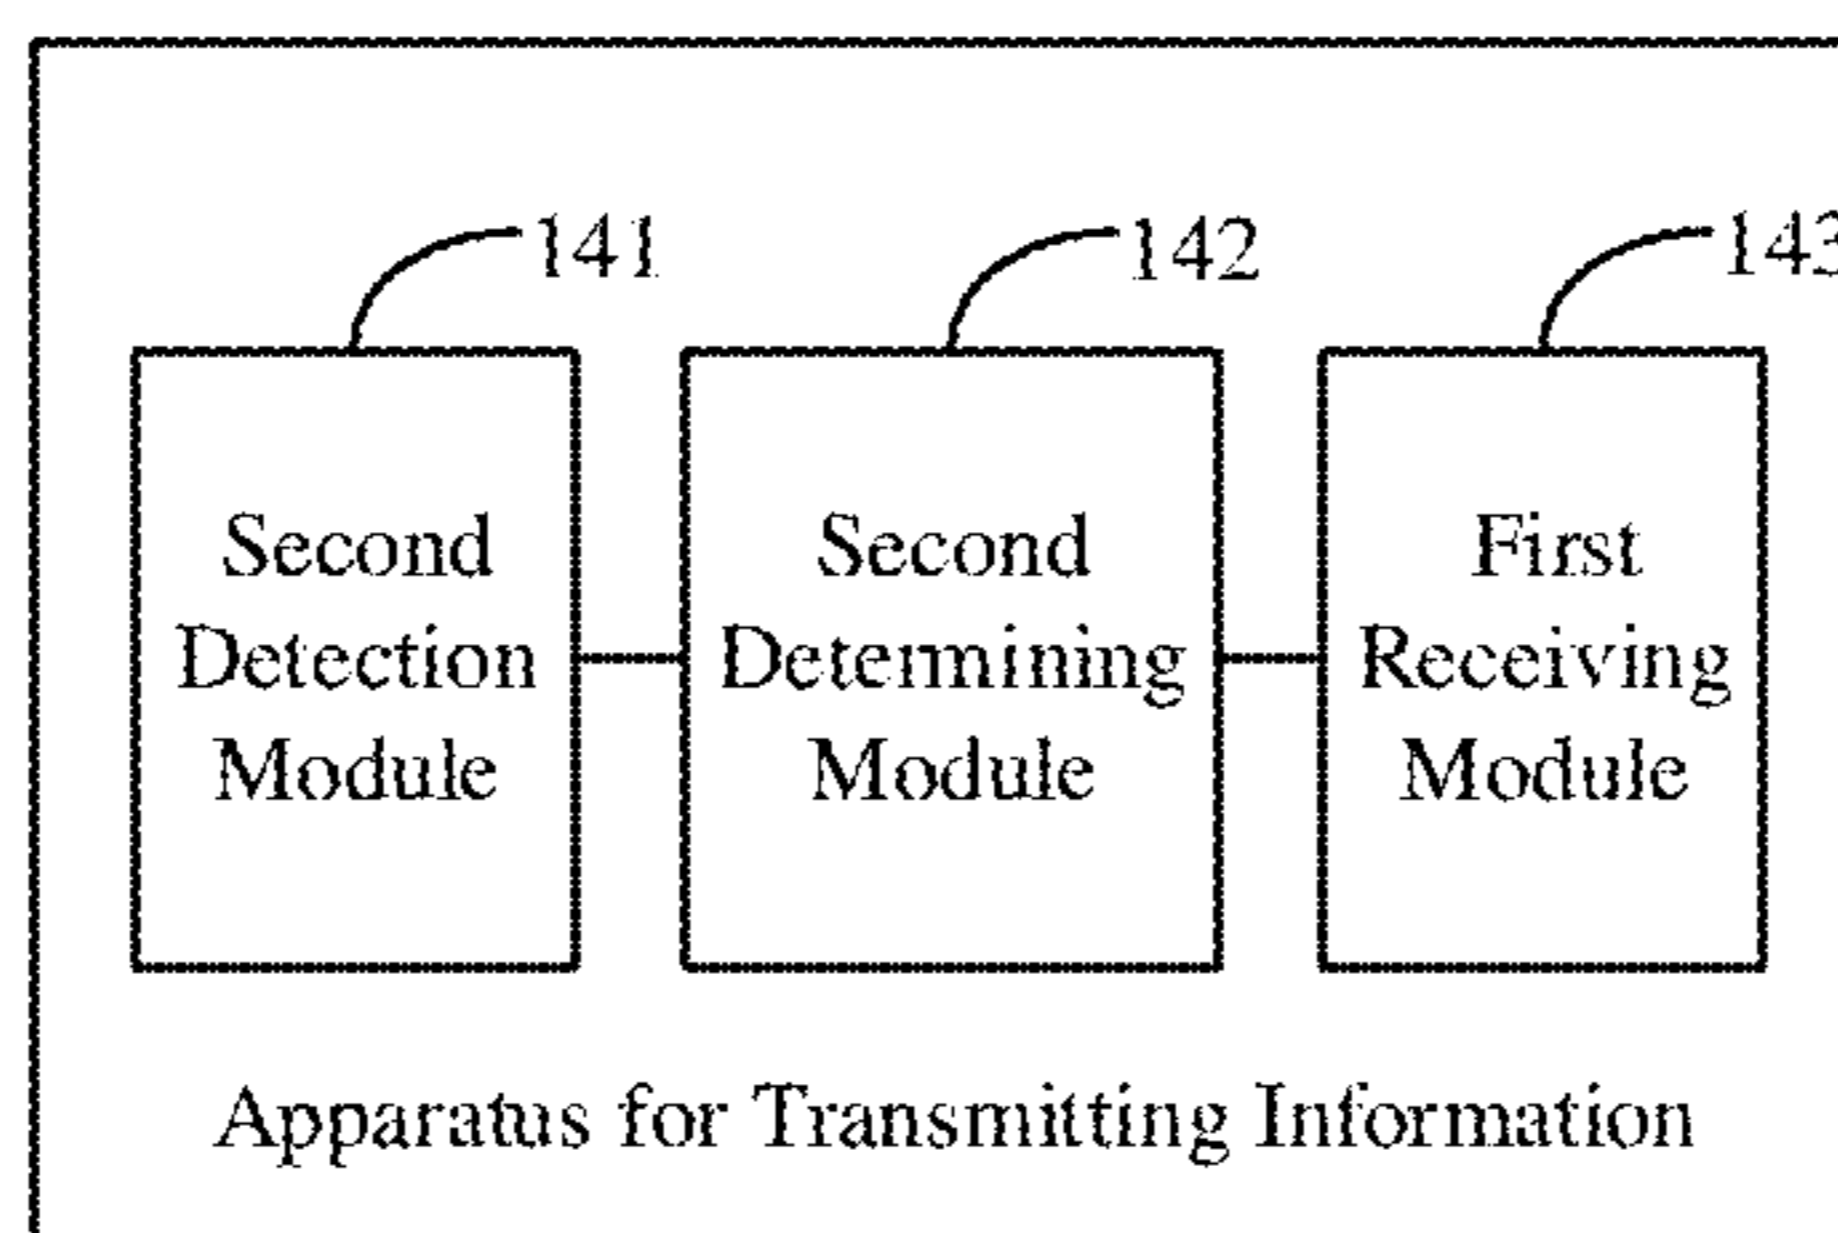 141
142
143
Second
Detection
Module
Second
Determining
Module
First
Receiving
Module
Apparatus for Transmitting Information